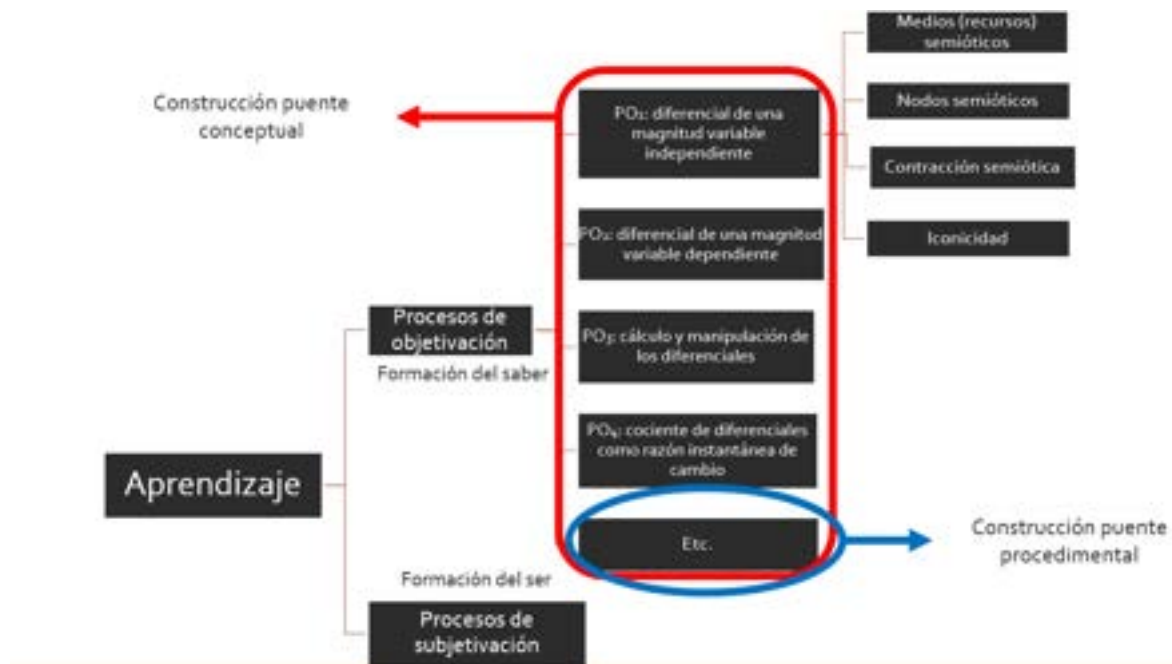 Medios (recursos)
semióticos
Construcción puente
conceptual
PO₁: diferencial de una
magnitud variable
independiente
Nodos semióticos
Contracción semiótica
PO₂: diferencial de una magnitud
variable dependiente
Iconicidad
Procesos de
objetivación
Formación del saber
PO₃: cálculo y manipulación de
los diferenciales
PO₄: cociente de diferenciales
como razón instantánea de
cambio
Aprendizaje
Etc.
Construcción puente
procedimental
Formación del ser
Procesos de
subjetivación